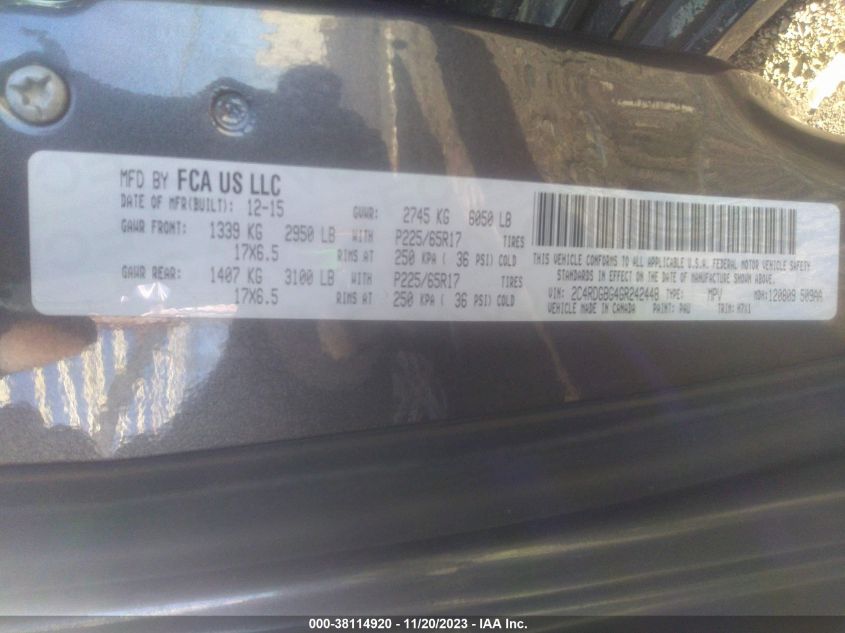 MFD BY FCA US LLC
DATE OF MFR(BUILT): 12-15 GVWR: 2745 KG 6050 LB
GAWR FRONT: 1339 KG 2950 LB WITH P225/65R17 TIRES
17X6.5 RIMS AT 250 KPA ( 36 PSI) COLD
GAWR REAR: 1407 KG 3100 LB WITH P225/65R17 TIRES
17X6.5 RIMS AT 250 KPA ( 36 PSI) COLD
THIS VEHICLE CONFORMS TO ALL APPLICABLE U.S.A. FEDERAL MOTOR VEHICLE SAFETY
STANDARDS IN EFFECT ON THE DATE OF MANUFACTURE SHOWN ABOVE.
VIN: 2C4RDGBG4GR242448 TYPE: MPV MDH: 120809 509AA
VEHICLE MADE IN CANADA PAINT: PAU TRIM: H7X1
000-38114920 - 11/20/2023 - IAA Inc.